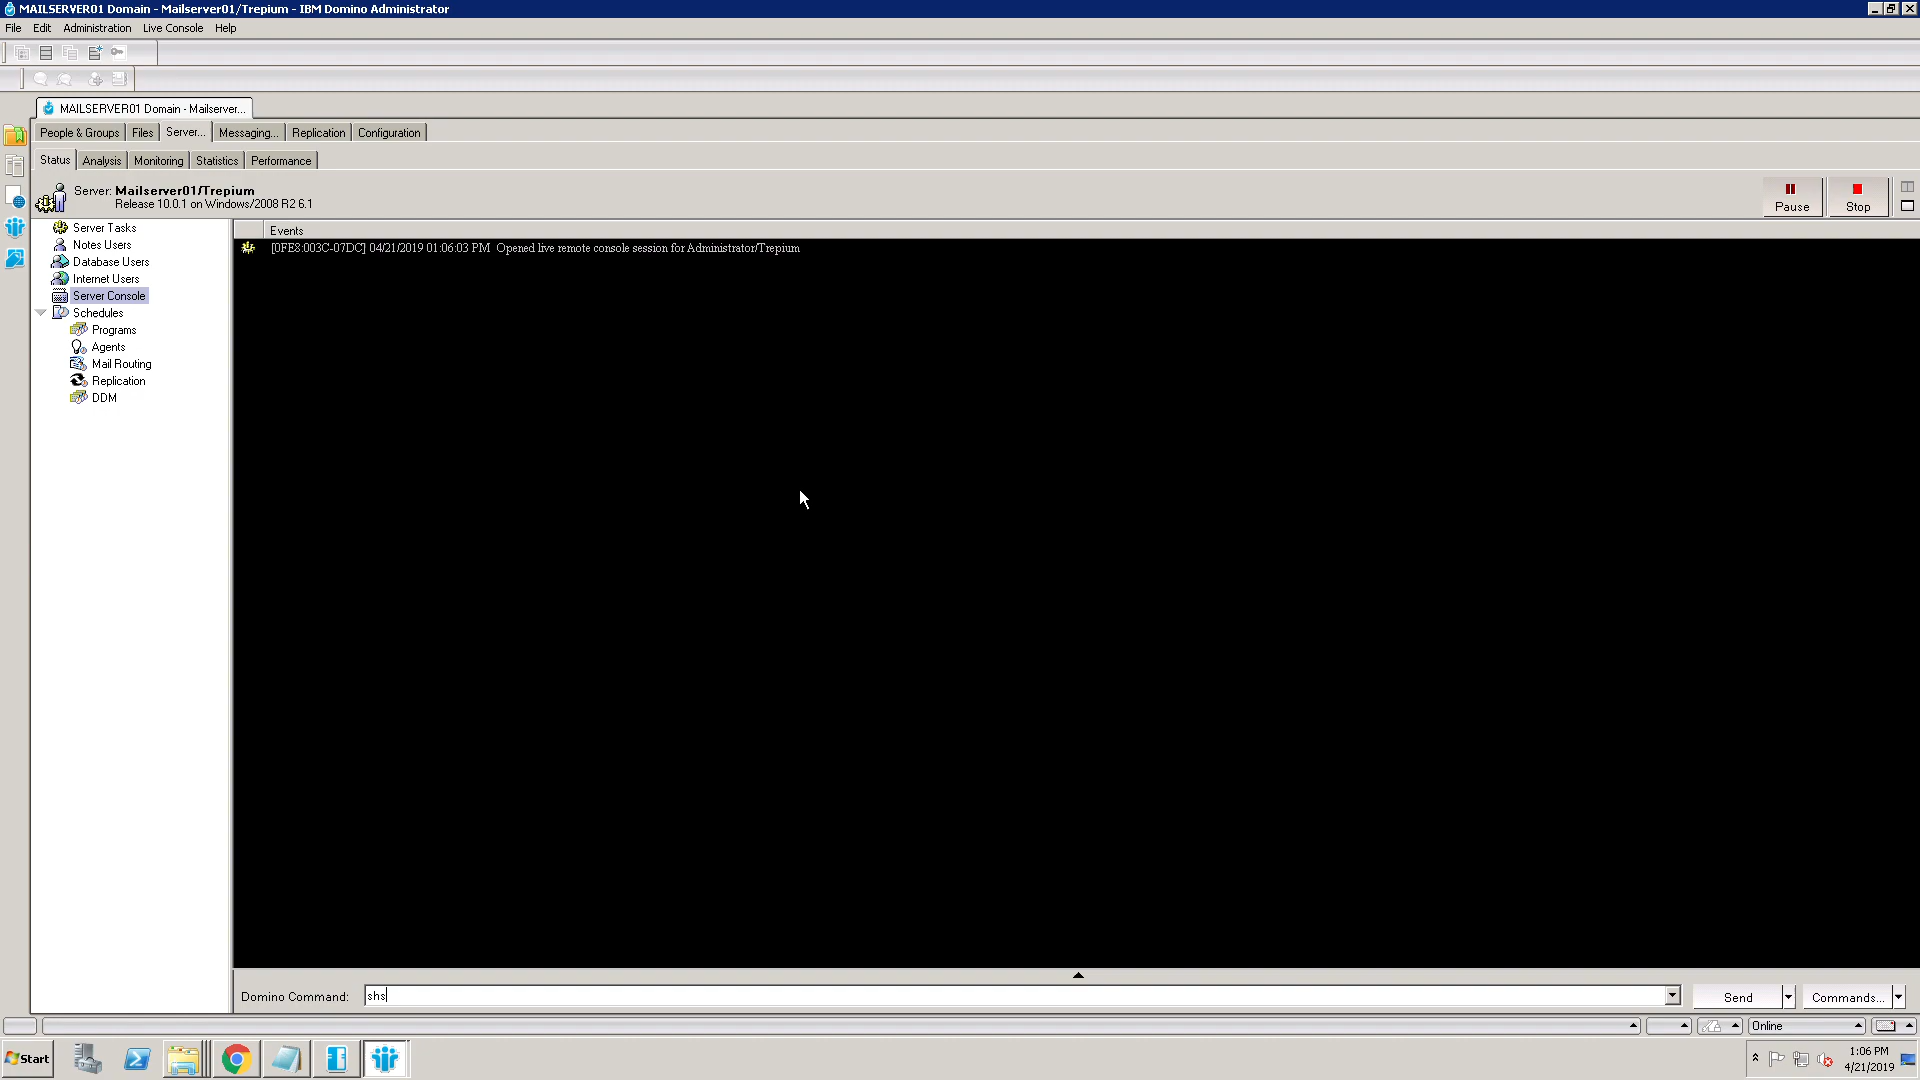 MAILSERVER01 Domain - Mailserver01/Trepium - IBM Domino Administrator
File Edit Administration Live Console Help
MAILSERVER01 Domain - Mailserver...
People & Groups Files Server... Messaging... Replication Configuration
Status Analysis Monitoring Statistics Performance
Server: Mailserver01/Trepium
Release 10.0.1 on Windows/2008 R2 6.1
Pause Stop
Server Tasks
Notes Users
Database Users
Internet Users
Server Console
Schedules
Programs
Agents
Mail Routing
Replication
DDM
Events
[0FE8:003C-07DC] 04/21/2019 01:06:03 PM Opened live remote console session for Administrator/Trepium
Domino Command: shs Send Commands...
Online
Start
1:06 PM
4/21/2019